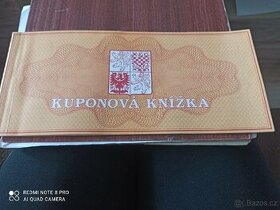 KUPONOVÁ KNÍŽKA
REDMI NOTE 8 PRO
AI QUAD CAMERA
Bazos.cz